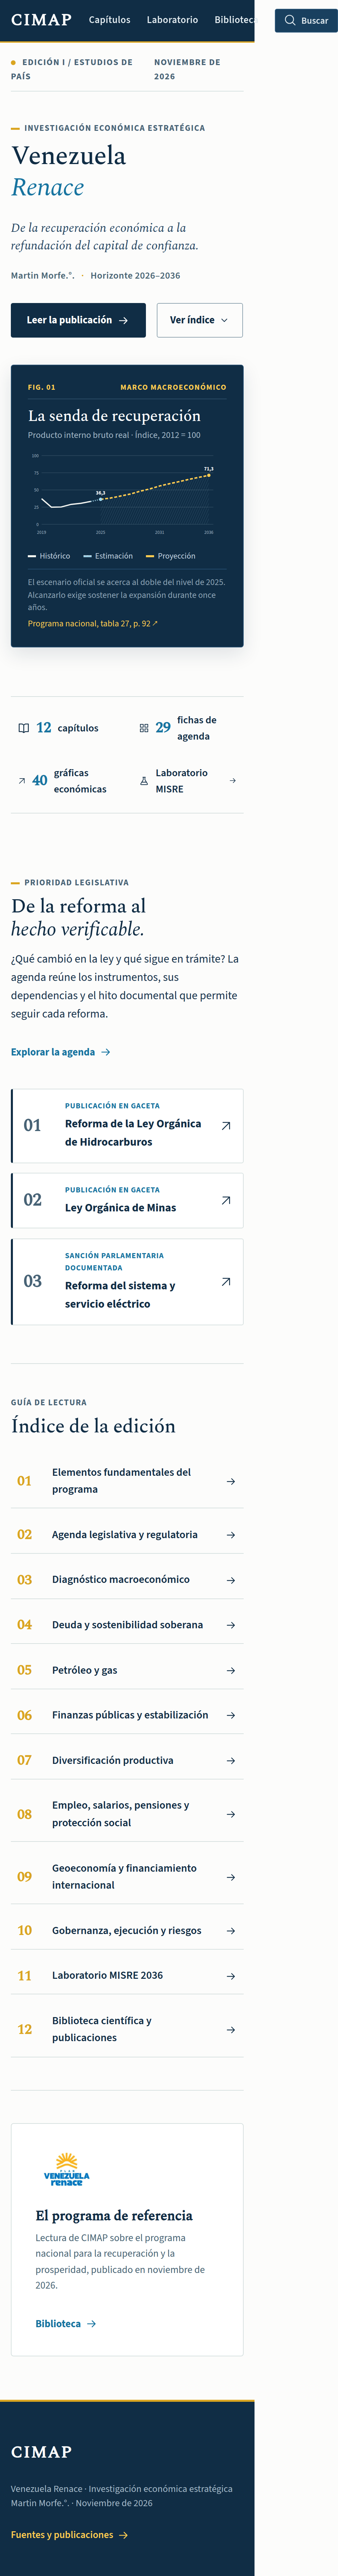 CIMAP Capítulos Laboratorio Biblioteca Buscar
EDICIÓN I / ESTUDIOS DE PAÍS
NOVIEMBRE DE 2026
INVESTIGACIÓN ECONÓMICA ESTRATÉGICA
Venezuela
Renace
De la recuperación económica a la
refundación del capital de confianza.
Martin Morfe.°. · Horizonte 2026–2036
Leer la publicación → Ver índice
FIG. 01 MARCO MACROECONÓMICO
La senda de recuperación
Producto interno bruto real · Índice, 2012 = 100
100
75
50
25
0
36,3
71,3
2015 2025 2031 2036
Histórico Estimación Proyección
El escenario oficial se acerca al doble del nivel de 2025.
Alcanzarlo exige sostener la expansión durante once
años.
Programa nacional, tabla 27, p. 92 ↗
12 capítulos
29 fichas de agenda
40 gráficas económicas
Laboratorio MISRE →
PRIORIDAD LEGISLATIVA
De la reforma al
hecho verificable.
¿Qué cambió en la ley y qué sigue en trámite? La
agenda reúne los instrumentos, sus
dependencias y el hito documental que permite
seguir cada reforma.
Explorar la agenda →
PUBLICACIÓN EN GACETA
01 Reforma de la Ley Orgánica
de Hidrocarburos
PUBLICACIÓN EN GACETA
02 Ley Orgánica de Minas
SANCIÓN PARLAMENTARIA
DOCUMENTADA
03 Reforma del sistema y
servicio eléctrico
GUÍA DE LECTURA
Índice de la edición
01 Elementos fundamentales del
programa →
02 Agenda legislativa y regulatoria →
03 Diagnóstico macroeconómico →
04 Deuda y sostenibilidad soberana →
05 Petróleo y gas →
06 Finanzas públicas y estabilización →
07 Diversificación productiva →
08 Empleo, salarios, pensiones y
protección social →
09 Geoeconomía y financiamiento
internacional →
10 Gobernanza, ejecución y riesgos →
11 Laboratorio MISRE 2036 →
12 Biblioteca científica y
publicaciones →
PLAN
VENEZUELA
renace
El programa de referencia
Lectura de CIMAP sobre el programa
nacional para la recuperación y la
prosperidad, publicado en noviembre de
2026.
Biblioteca →
CIMAP
Venezuela Renace · Investigación económica estratégica
Martin Morfe.°. · Noviembre de 2026
Fuentes y publicaciones →